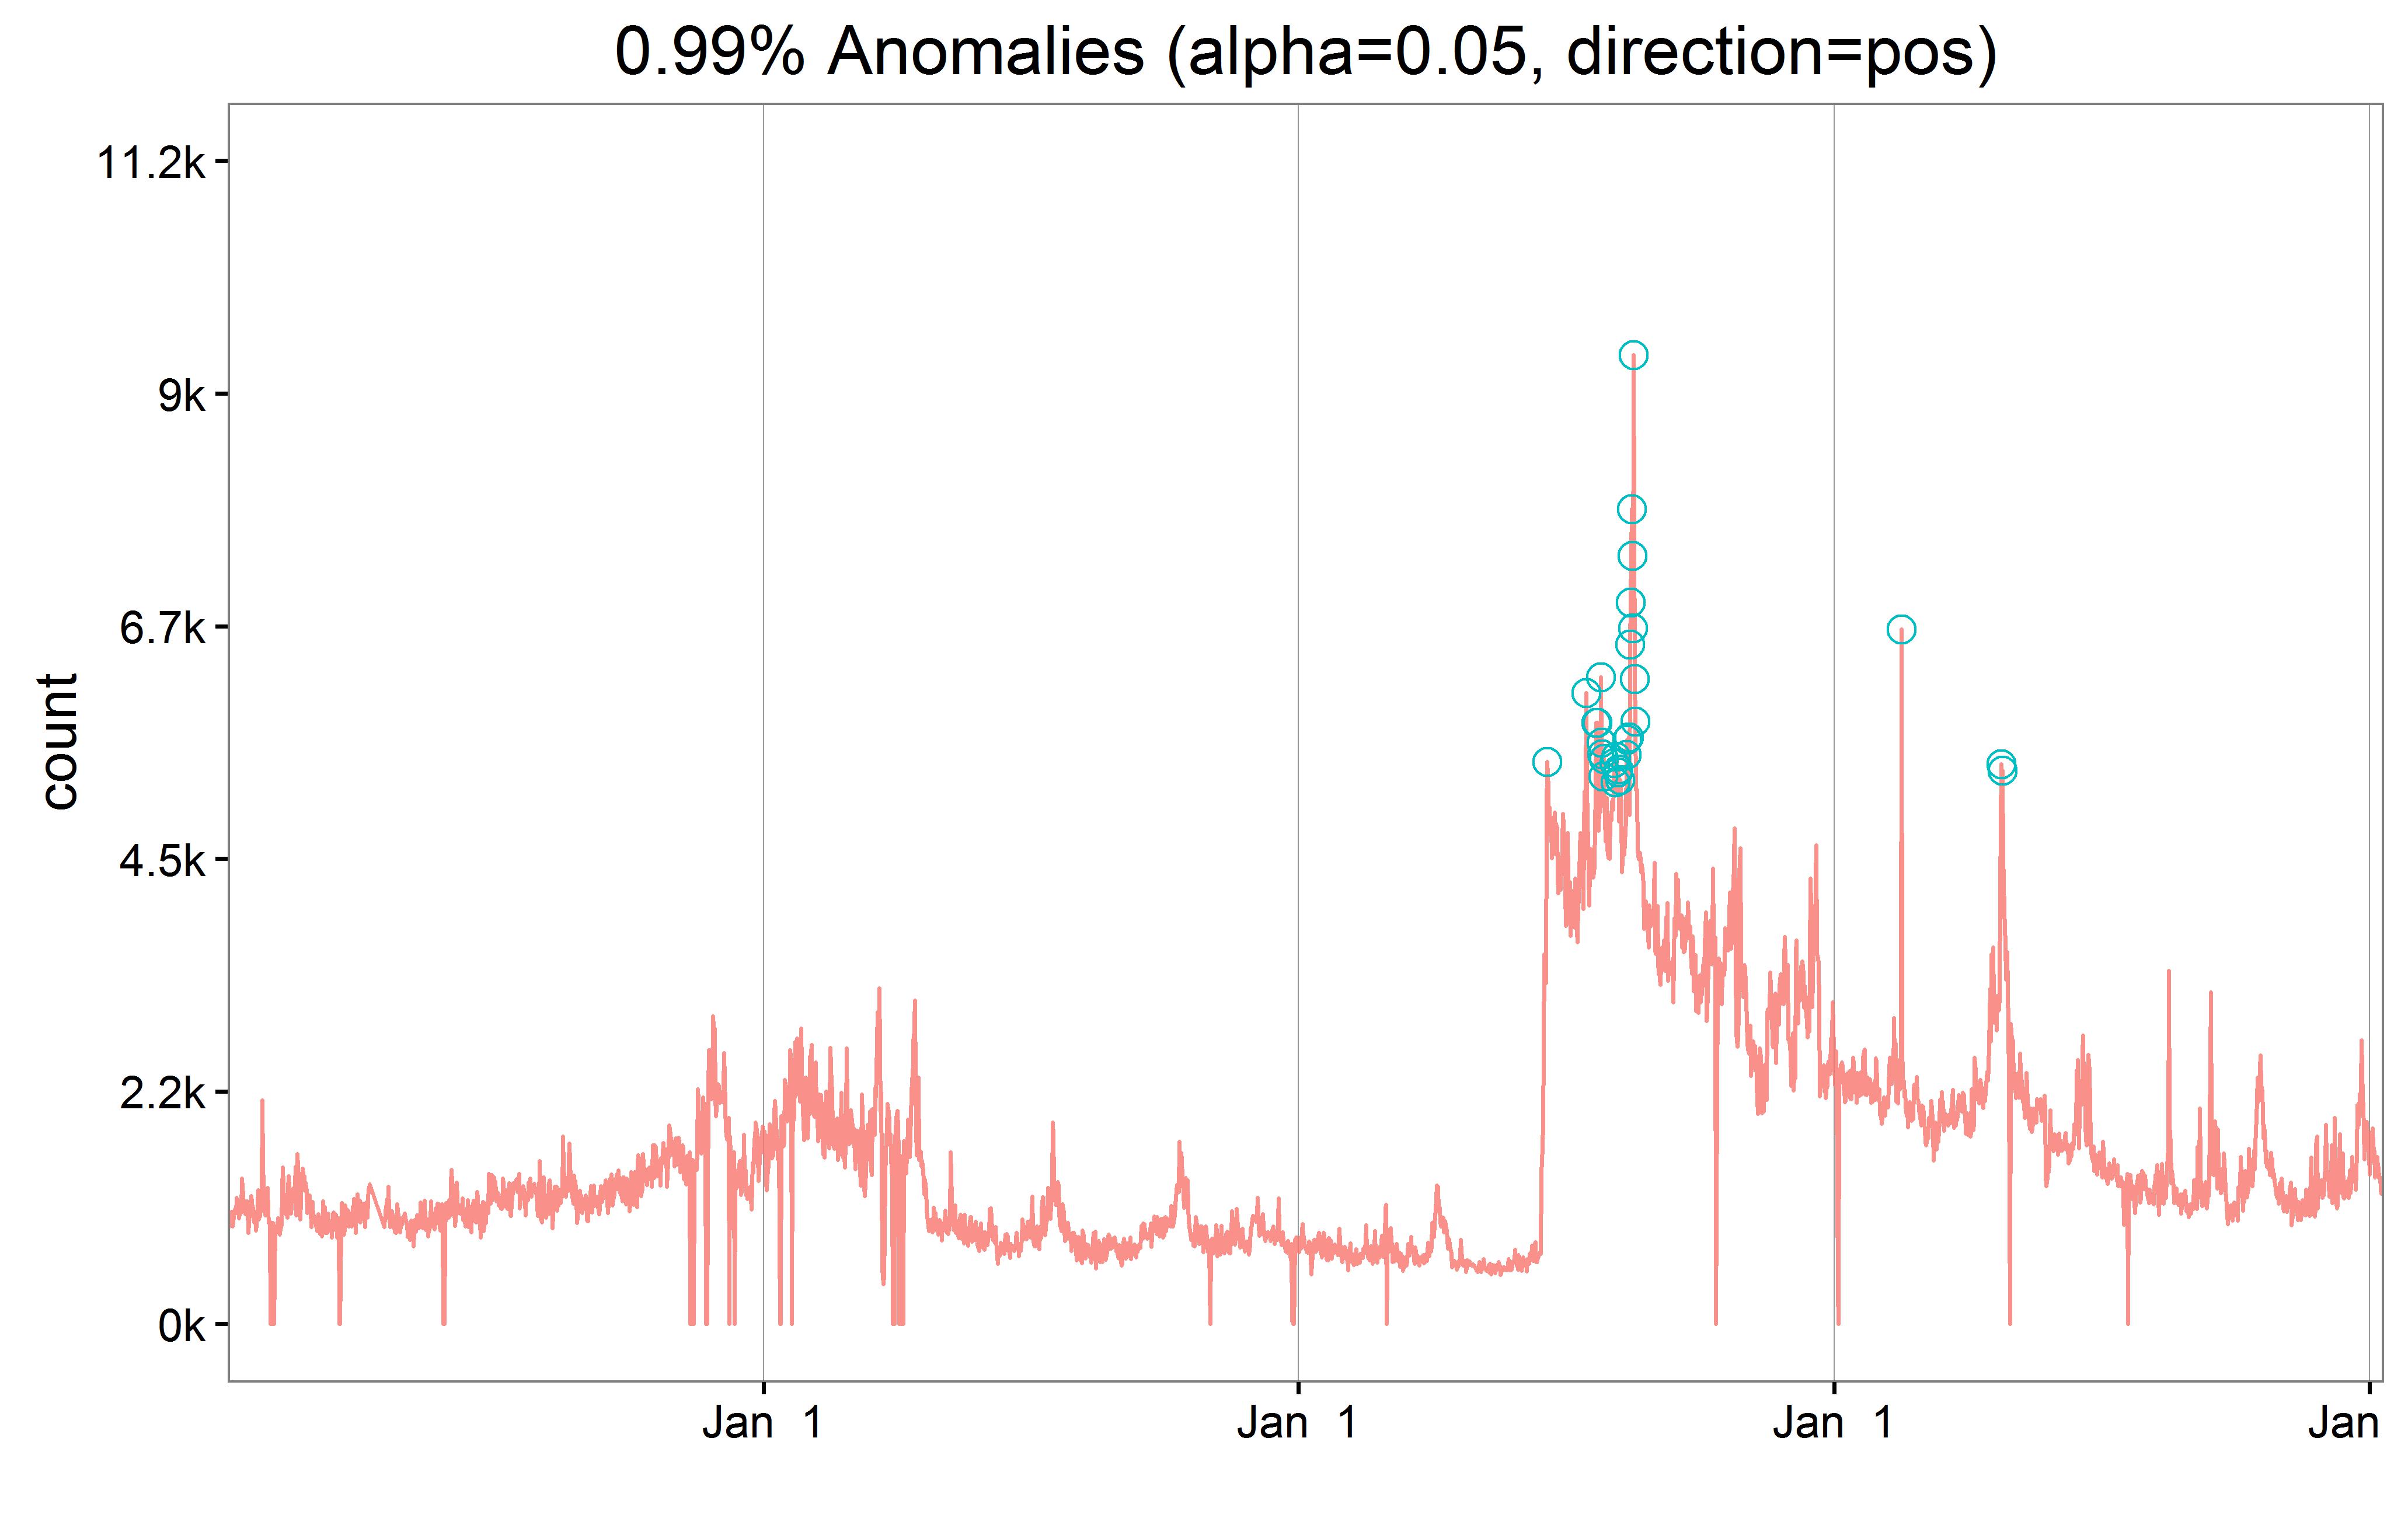 0.99% Anomalies (alpha=0.05, direction=pos)
11.2k
9k
6.7k
4.5k
2.2k
0k
count
Jan 1
Jan 1
Jan 1
Jan